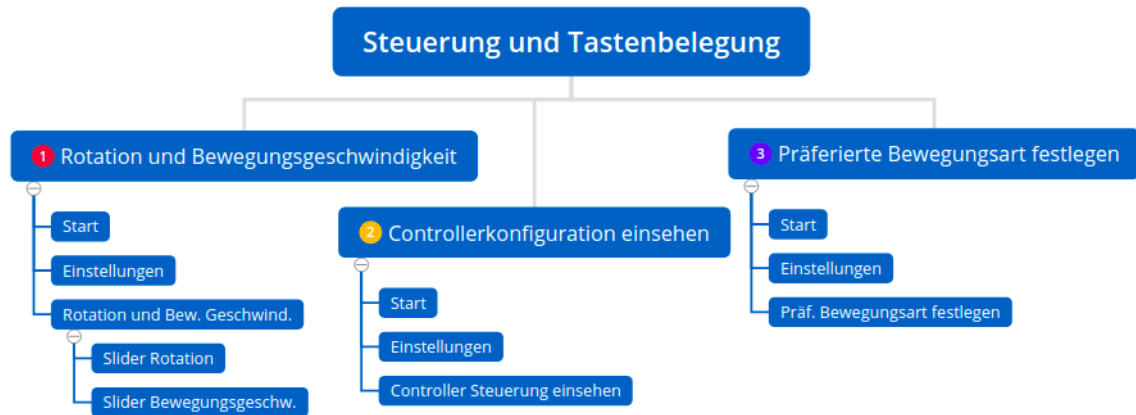 Steuerung und Tastenbelegung
1 Rotation und Bewegungsgeschwindigkeit
Start
Einstellungen
Rotation und Bew. Geschwind.
Slider Rotation
Slider Bewegungsgeschw.
2 Controllerkonfiguration einsehen
Start
Einstellungen
Controller Steuerung einsehen
3 Präferierte Bewegungsart festlegen
Start
Einstellungen
Präf. Bewegungsart festlegen